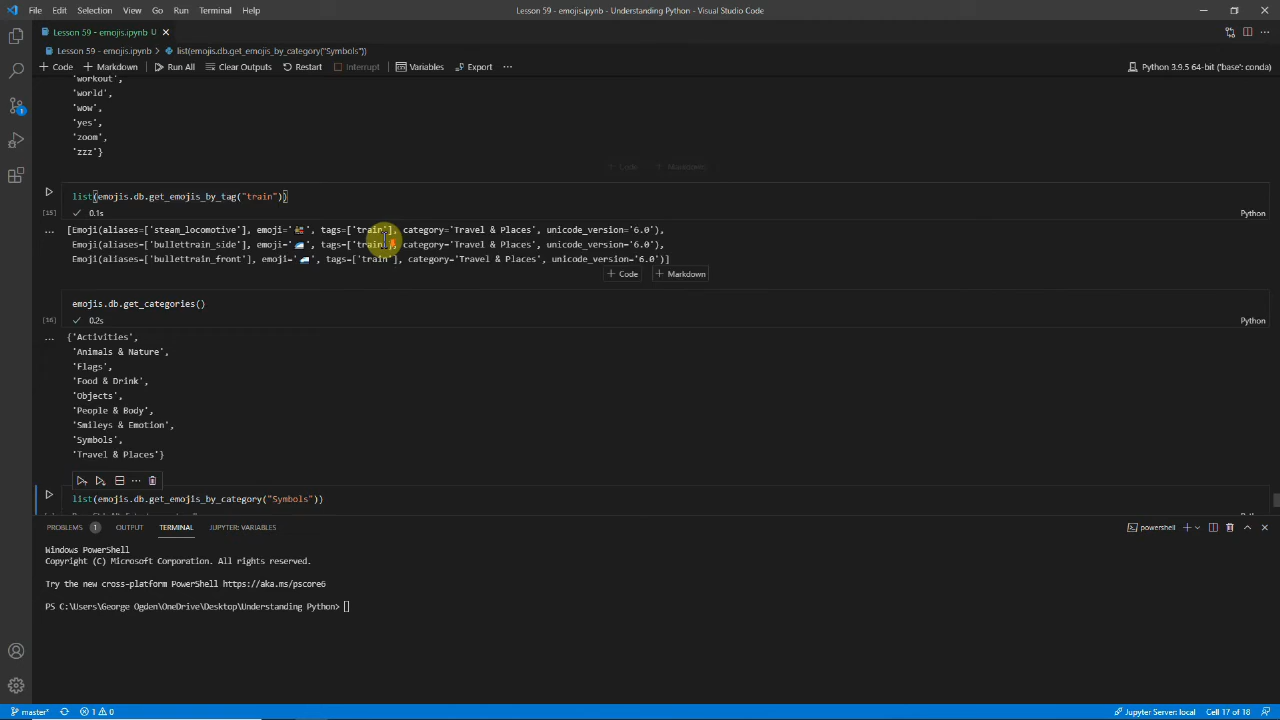 File Edit Selection View Go Run Terminal Help
Lesson 59 - emojis.ipynb - Understanding Python - Visual Studio Code
Lesson 59 - emojis.ipynb U
Lesson 59 - emojis.ipynb > list(emojis.db.get_emojis_by_category("Symbols"))
+ Code + Markdown Run All Clear Outputs Restart Interrupt Variables Export ...
Python 3.9.5 64-bit ('base': conda)
'workout',
'world',
'wow',
'yes',
'zoom',
'zzz'}
+ Code + Markdown
list(emojis.db.get_emojis_by_tag("train"))
[15] 0.1s Python
[Emoji(aliases=['steam_locomotive'], emoji='🚂', tags=['train'], category='Travel & Places', unicode_version='6.0'),
Emoji(aliases=['bullettrain_side'], emoji='🚄', tags=['train'], category='Travel & Places', unicode_version='6.0'),
Emoji(aliases=['bullettrain_front'], emoji='🚅', tags=['train'], category='Travel & Places', unicode_version='6.0')]
+ Code + Markdown
emojis.db.get_categories()
[16] 0.2s Python
{'Activities',
'Animals & Nature',
'Flags',
'Food & Drink',
'Objects',
'People & Body',
'Smileys & Emotion',
'Symbols',
'Travel & Places'}
list(emojis.db.get_emojis_by_category("Symbols"))
PROBLEMS 1 OUTPUT TERMINAL JUPYTER: VARIABLES
powershell
Windows PowerShell
Copyright (C) Microsoft Corporation. All rights reserved.
Try the new cross-platform PowerShell https://aka.ms/pscore6
PS C:\Users\George Ogden\OneDrive\Desktop\Understanding Python>
master* 1 0 Jupyter Server: local Cell 17 of 18